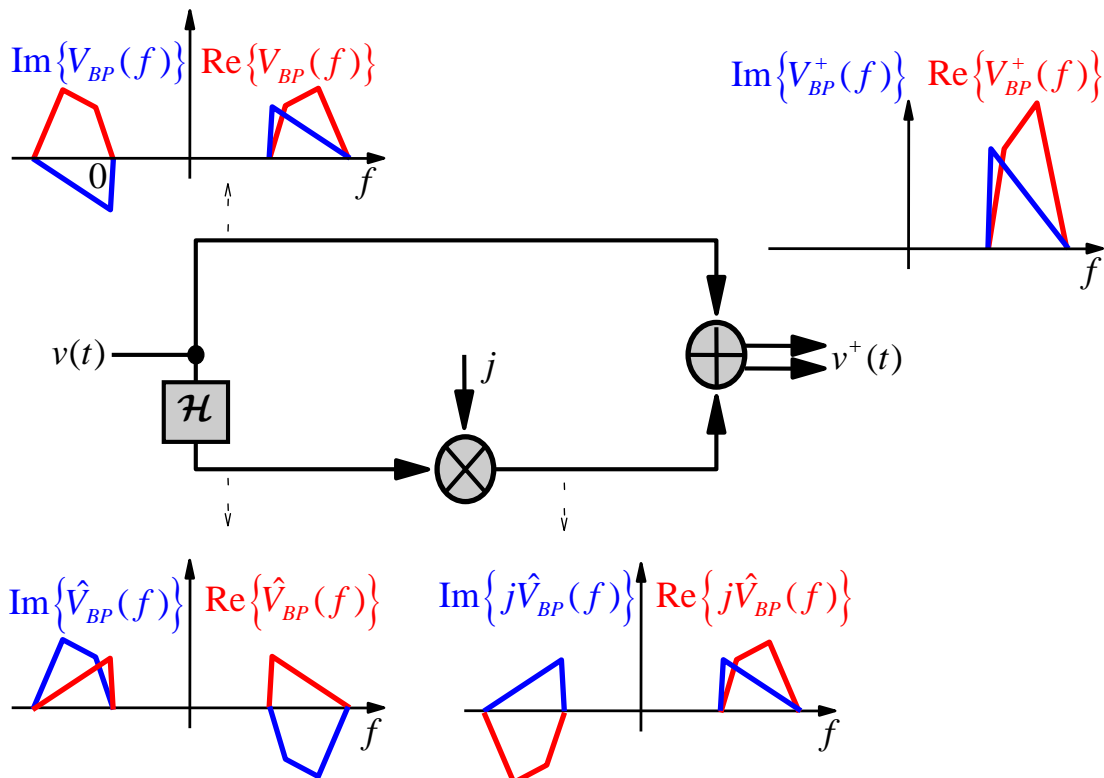 Im{V_BP(f)} Re{V_BP(f)}
0
f
Im{V⁺_BP(f)} Re{V⁺_BP(f)}
f
v(t)
ℋ
j
v⁺(t)
Im{V̂_BP(f)} Re{V̂_BP(f)}
f
Im{jV̂_BP(f)} Re{jV̂_BP(f)}
f